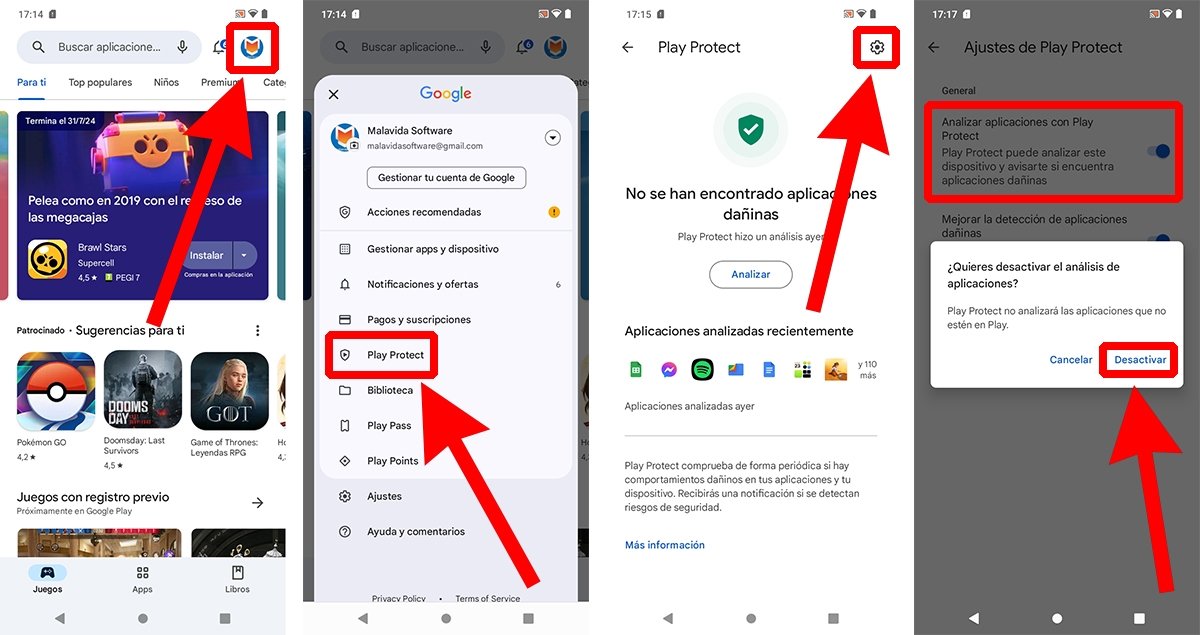 17:14
Buscar aplicacione...
6
Para ti
Top populares
Niños
Premium
Termina el 31/7/24
Pelea como en 2019 con el regreso de
las megacajas
Brawl Stars
Supercell
4,5 ★ PEGI 7
Instalar
Compras en la aplicación
Patrocinado · Sugerencias para ti
Pokémon GO
4,2 ★
DOOMS
DAY
Doomsday: Last
Survivors
4,5 ★
GOT
Game of Thrones:
Leyendas RPG
Juegos con registro previo
Próximamente en Google Play
Juegos
Apps
Libros
17:14
Buscar aplicacione...
6
Google
Malavida Software
malavidasoftware@gmail.com
Gestionar tu cuenta de Google
Acciones recomendadas
Gestionar apps y dispositivo
Notificaciones y ofertas
6
Pagos y suscripciones
Play Protect
Biblioteca
Play Pass
Play Points
Ajustes
Ayuda y comentarios
Privacy Policy • Terms of Service
17:15
Play Protect
No se han encontrado aplicaciones
dañinas
Play Protect hizo un análisis ayer
Analizar
Aplicaciones analizadas recientemente
y 110
más
Aplicaciones analizadas ayer
Play Protect comprueba de forma periódica si hay
comportamientos dañinos en tus aplicaciones y tu
dispositivo. Recibirás una notificación si se detectan
riesgos de seguridad.
Más información
17:17
Ajustes de Play Protect
General
Analizar aplicaciones con Play
Protect
Play Protect puede analizar este
dispositivo y avisarte si encuentra
aplicaciones dañinas
Mejorar la detección de aplicaciones
dañinas
¿Quieres desactivar el análisis de
aplicaciones?
Play Protect no analizará las aplicaciones que no
estén en Play.
Cancelar
Desactivar